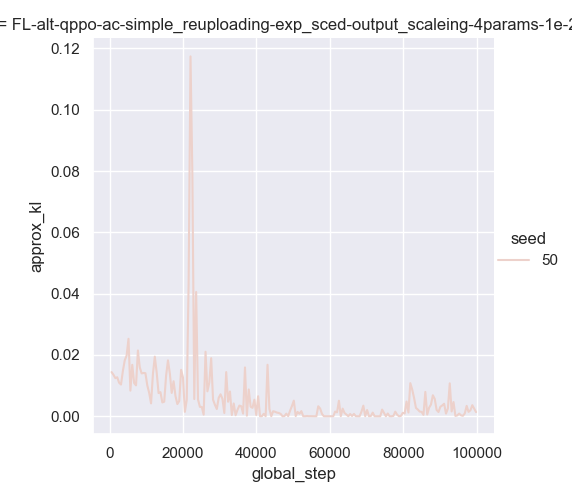 = FL-alt-qppo-ac-simple_reuploading-exp_sced-output_scaleing-4params-1e-2
0.12
0.10
0.08
0.06
0.04
0.02
0.00
approx_kl
0 20000 40000 60000 80000 100000
global_step
seed
50